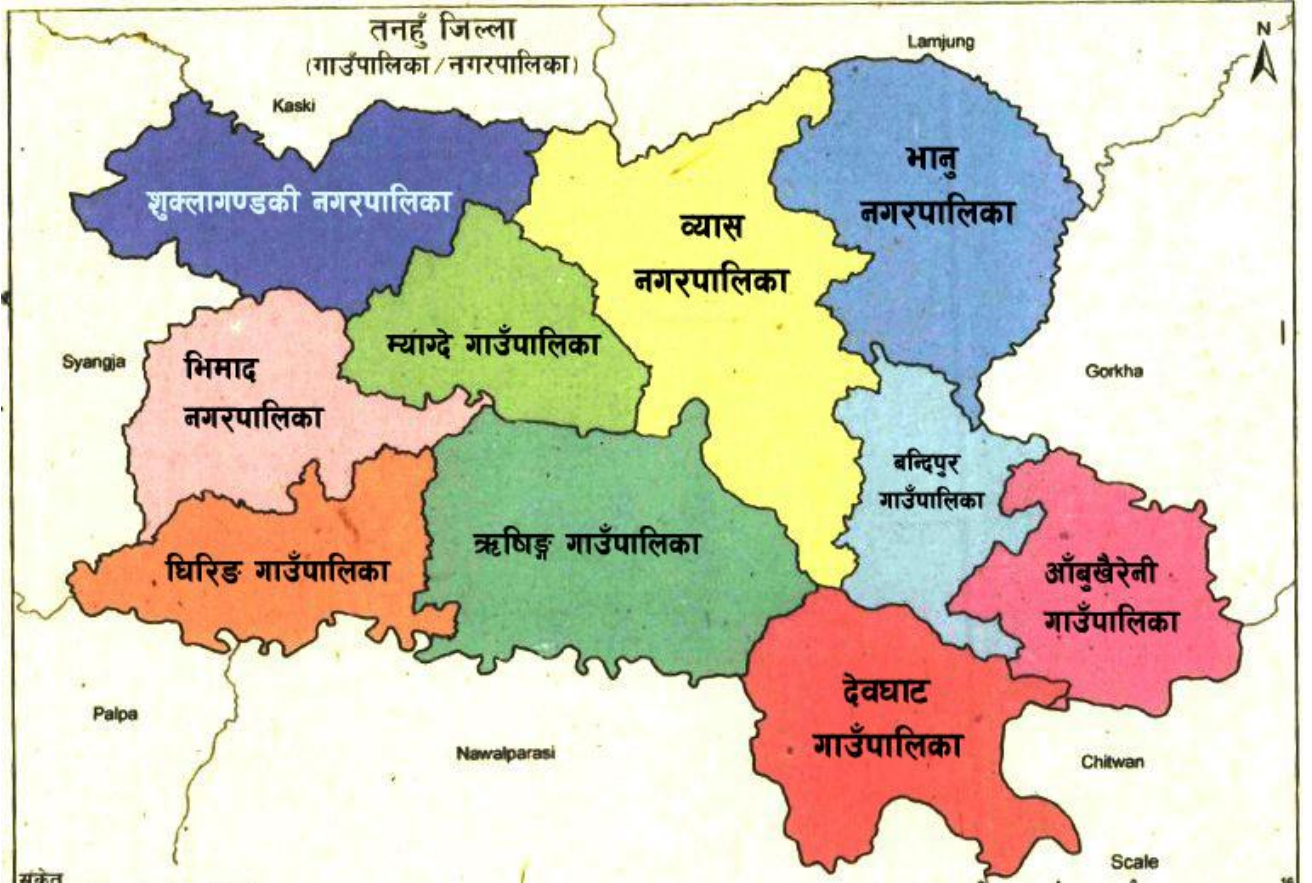 तनहुँ जिल्ला
(गाउँपालिका/नगरपालिका)
N
Lamjung
Kaski
भानु
नगरपालिका
शुक्लागण्डकी नगरपालिका
व्यास
नगरपालिका
म्याग्दे गाउँपालिका
Syangja
भिमाद
नगरपालिका
Gorkha
बन्दिपुर
गाउँपालिका
ऋषिङ्ग गाउँपालिका
घिरिङ गाउँपालिका
आँबुखैरेनी
गाउँपालिका
देवघाट
गाउँपालिका
Palpa
Nawalparasi
Chitwan
Scale
संकेत